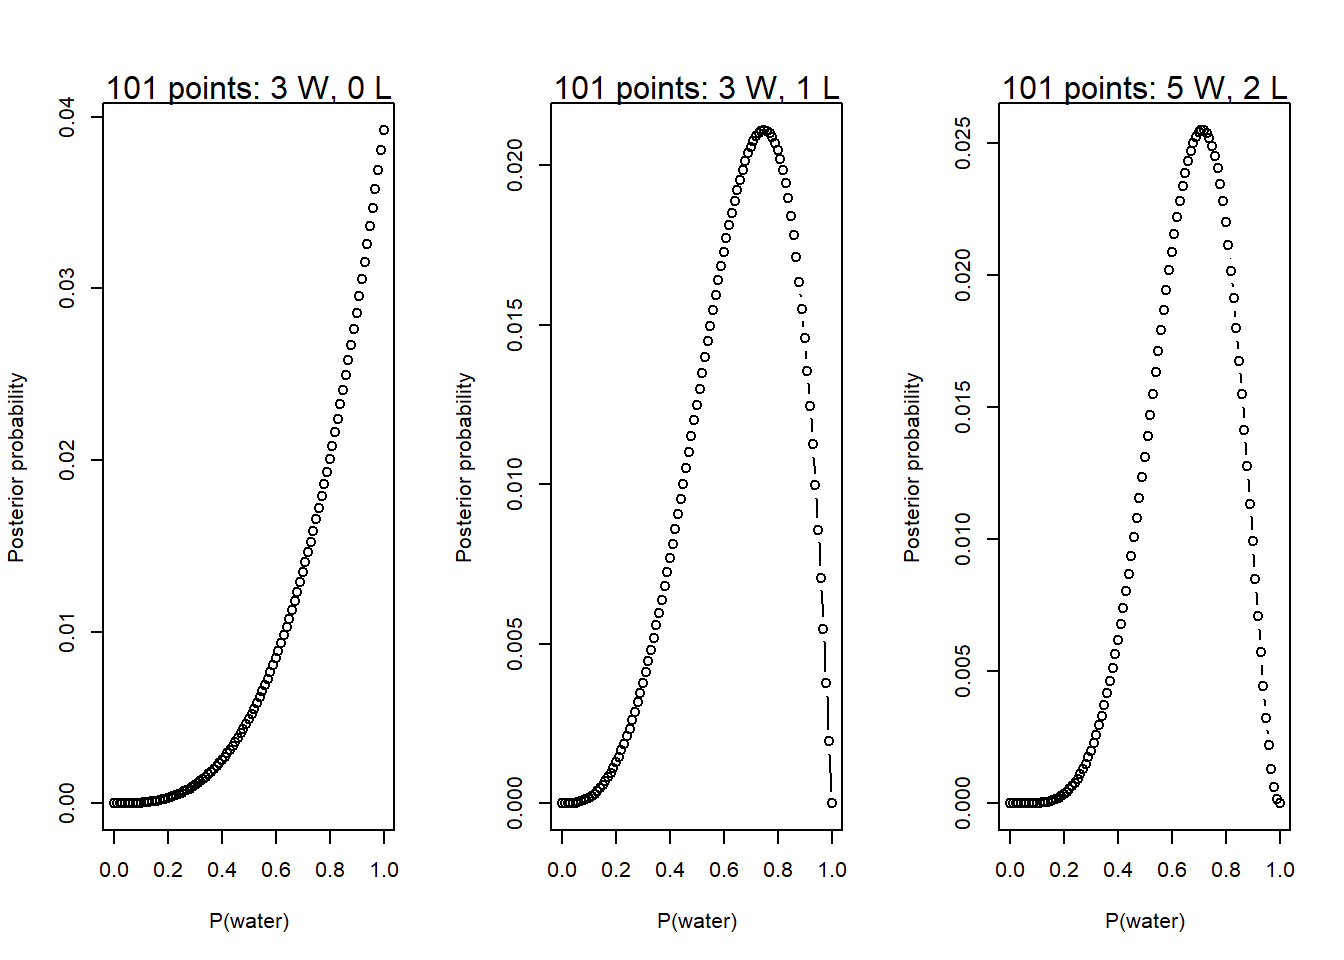 101 points: 3 W, 0 L
Posterior probability
0.04
0.03
0.02
0.01
0.00
0.0 0.2 0.4 0.6 0.8 1.0
P(water)
101 points: 3 W, 1 L
Posterior probability
0.020
0.015
0.010
0.005
0.000
0.0 0.2 0.4 0.6 0.8 1.0
P(water)
101 points: 5 W, 2 L
Posterior probability
0.025
0.020
0.015
0.010
0.005
0.000
0.0 0.2 0.4 0.6 0.8 1.0
P(water)